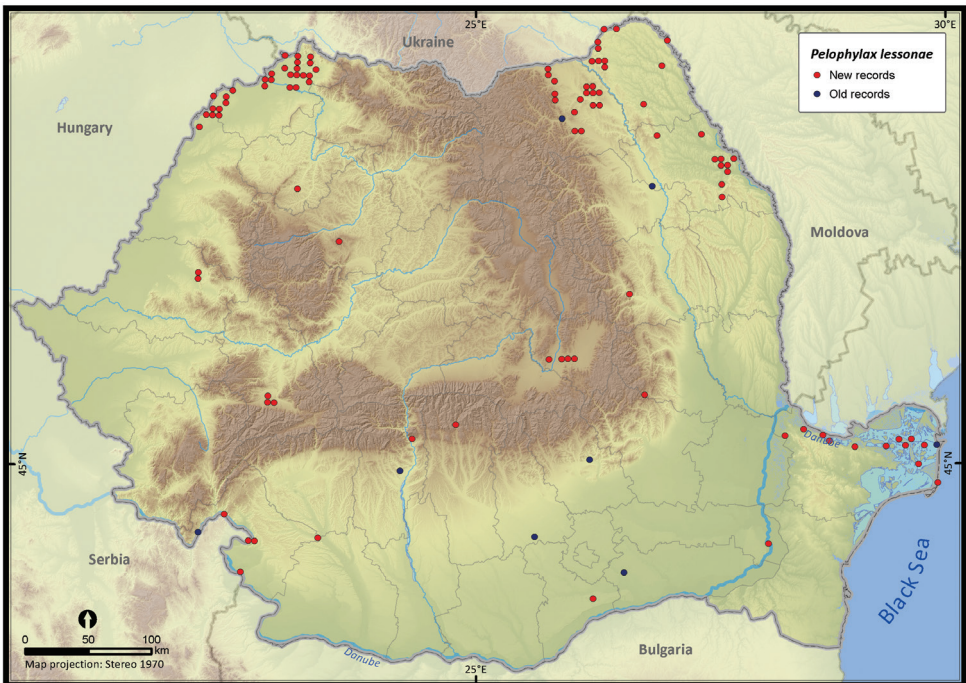 25°E
30°E
Ukraine
Pelophylax lessonae
New records
Old records
Hungary
Moldova
Danube
45°N
45°N
Serbia
Black Sea
0 50 100
km
Map projection: Stereo 1970
Danube
Bulgaria
25°E